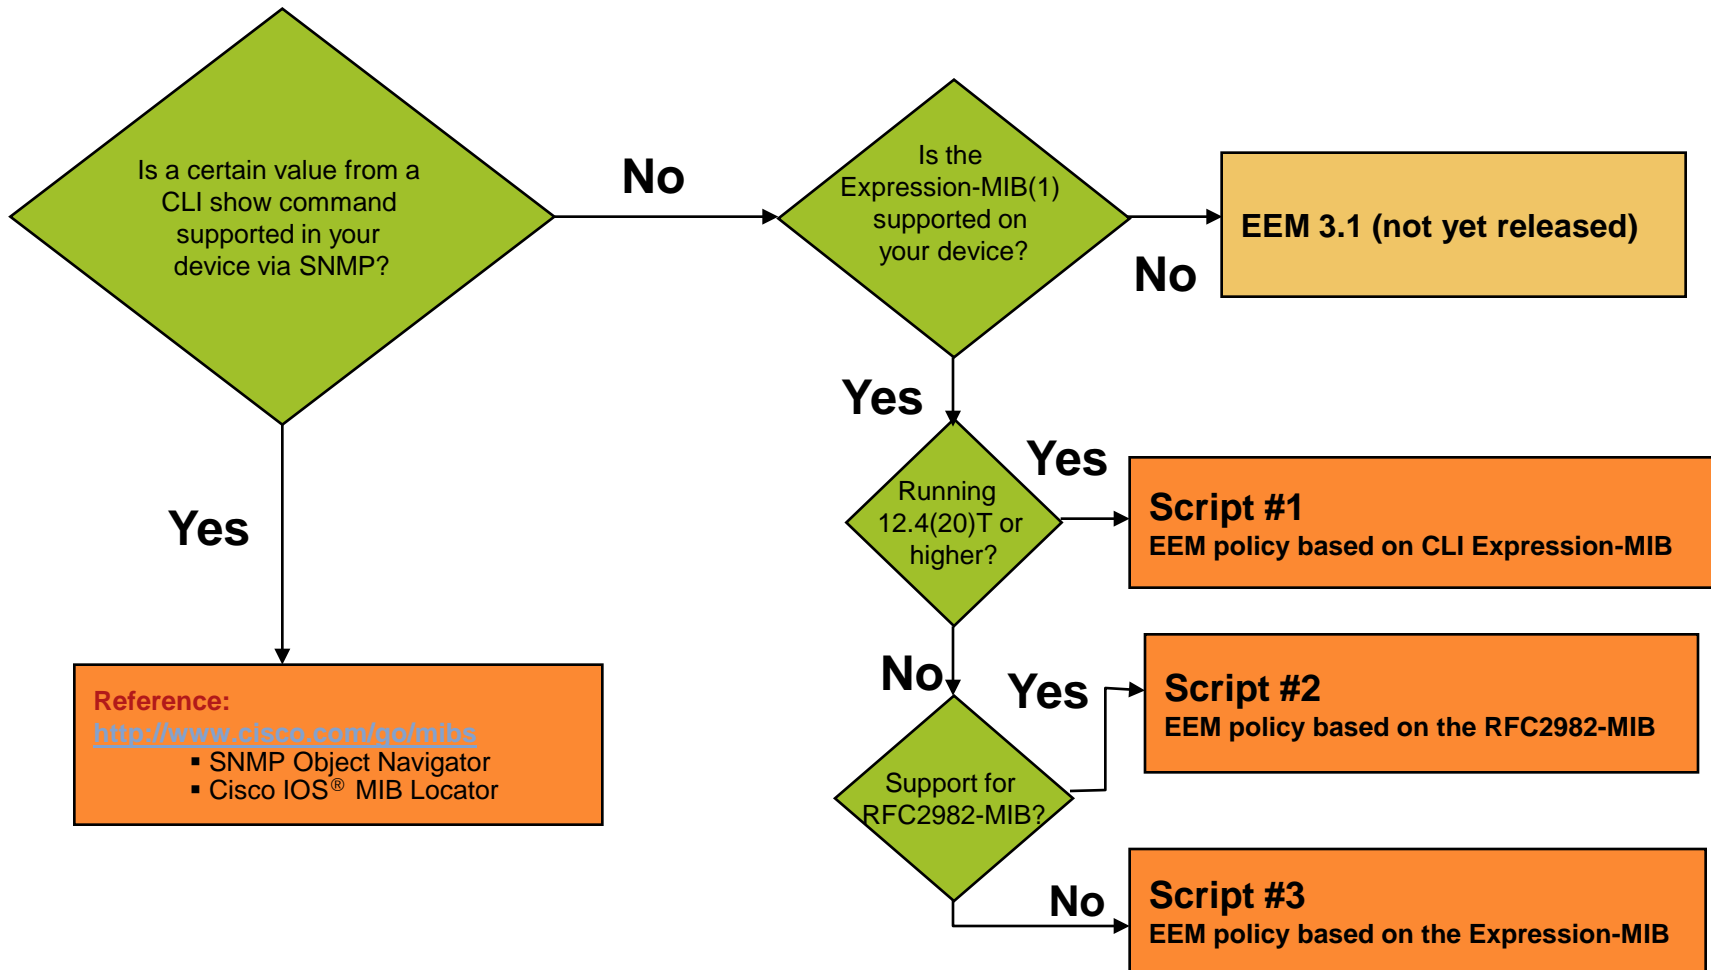 Is a certain value from a
CLI show command
supported in your
device via SNMP?
No
Is the
Expression-MIB(1)
supported on
your device?
No
EEM 3.1 (not yet released)
Yes
Yes
Running
12.4(20)T or
higher?
Yes
Script #1
EEM policy based on CLI Expression-MIB
Reference:
http://www.cisco.com/go/mibs
▪ SNMP Object Navigator
▪ Cisco IOS® MIB Locator
No
Support for
RFC2982-MIB?
Yes
Script #2
EEM policy based on the RFC2982-MIB
No
Script #3
EEM policy based on the Expression-MIB